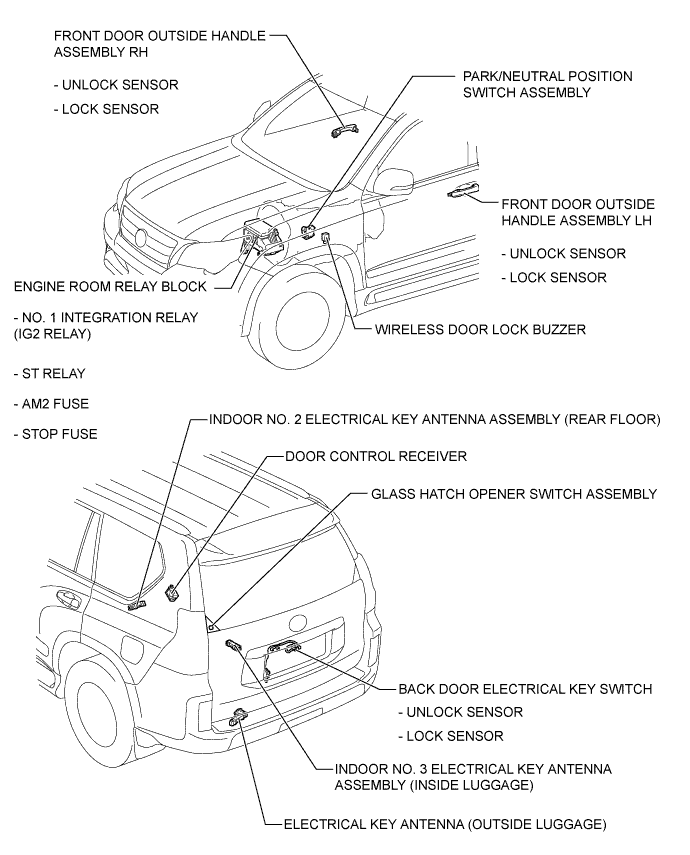 FRONT DOOR OUTSIDE HANDLE
ASSEMBLY RH
- UNLOCK SENSOR
- LOCK SENSOR
PARK/NEUTRAL POSITION
SWITCH ASSEMBLY
FRONT DOOR OUTSIDE
HANDLE ASSEMBLY LH
- UNLOCK SENSOR
- LOCK SENSOR
ENGINE ROOM RELAY BLOCK
- NO. 1 INTEGRATION RELAY
(IG2 RELAY)
- ST RELAY
- AM2 FUSE
- STOP FUSE
WIRELESS DOOR LOCK BUZZER
INDOOR NO. 2 ELECTRICAL KEY ANTENNA ASSEMBLY (REAR FLOOR)
DOOR CONTROL RECEIVER
GLASS HATCH OPENER SWITCH ASSEMBLY
BACK DOOR ELECTRICAL KEY SWITCH
- UNLOCK SENSOR
- LOCK SENSOR
INDOOR NO. 3 ELECTRICAL KEY ANTENNA
ASSEMBLY (INSIDE LUGGAGE)
ELECTRICAL KEY ANTENNA (OUTSIDE LUGGAGE)